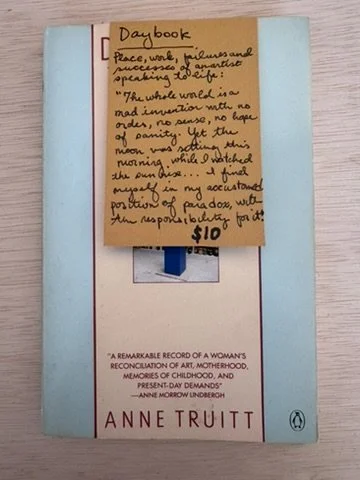 D
Daybook
Place, work, failures and
successes of an artist
speaking to life:
"The whole world is a
mad invention with no
order, no sense, no hope
of sanity. Yet the
moon was setting this
morning while I watched
the sun rise... I find
myself in my accustomed
position of paradox, with
the responsibility for it"
$10
"A REMARKABLE RECORD OF A WOMAN'S
RECONCILIATION OF ART, MOTHERHOOD,
MEMORIES OF CHILDHOOD, AND
PRESENT-DAY DEMANDS"
—ANNE MORROW LINDBERGH
ANNE TRUITT